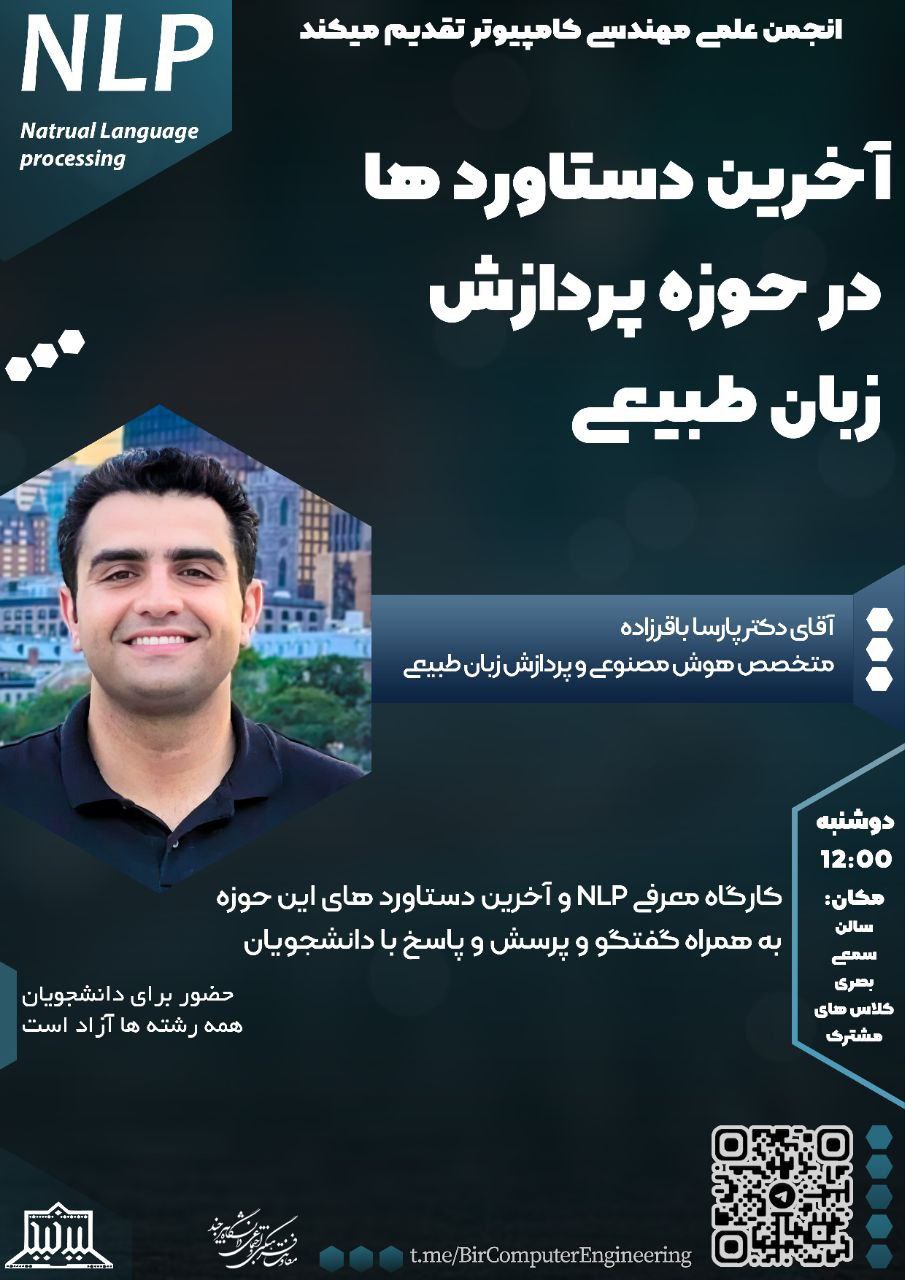 انجمن علمی مهندسی کامپیوتر تقدیم میکند
NLP
Natrual Language
processing
آخرین دستاورد ها
در حوزه پردازش
زبان طبیعی
آقای دکتر پارسا باقرزاده
متخصص هوش مصنوعی و پردازش زبان طبیعی
دوشنبه
12:00
مکان:
سالن
سمعی
بصری
کلاس های
مشترک
کارگاه معرفی NLP و آخرین دستاورد های این حوزه
به همراه گفتگو و پرسش و پاسخ با دانشجویان
حضور برای دانشجویان
همه رشته ها آزاد است
t.me/BirComputerEngineering